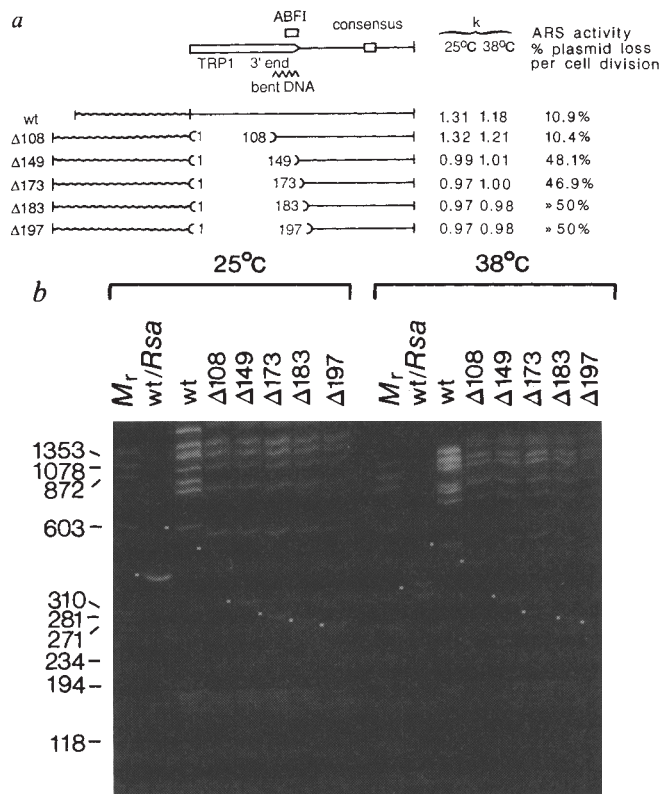 a
ABFI
consensus
k
25°C 38°C
ARS activity
% plasmid loss
per cell division
TRP1 3' end
bent DNA
wt 1.31 1.18 10.9%
Δ108 1 108 1.32 1.21 10.4%
Δ149 1 149 0.99 1.01 48.1%
Δ173 1 173 0.97 1.00 46.9%
Δ183 1 183 0.97 0.98 » 50%
Δ197 1 197 0.97 0.98 » 50%
b
25°C 38°C
Mr wt/Rsa wt Δ108 Δ149 Δ173 Δ183 Δ197 Mr wt/Rsa wt Δ108 Δ149 Δ173 Δ183 Δ197
1353
1078
872
603
310
281
271
234
194
118